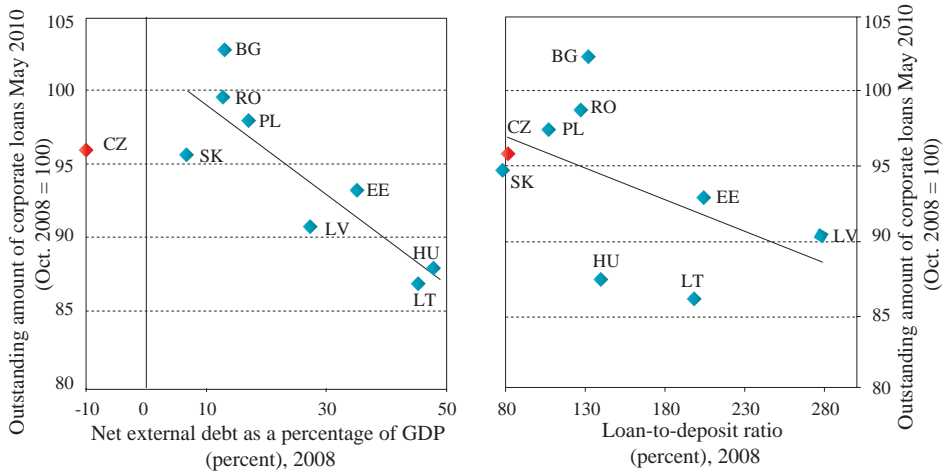 Outstanding amount of corporate loans May 2010
(Oct. 2008 = 100)
105
100
95
90
85
80
BG
RO
PL
CZ
SK
EE
LV
HU
LT
-10 0 10 30 50
Net external debt as a percentage of GDP
(percent), 2008
BG
RO
CZ
PL
SK
EE
LV
HU
LT
80 130 180 230 280
Loan-to-deposit ratio
(percent), 2008
105
100
95
90
85
80
Outstanding amount of corporate loans May 2010
(Oct. 2008 = 100)